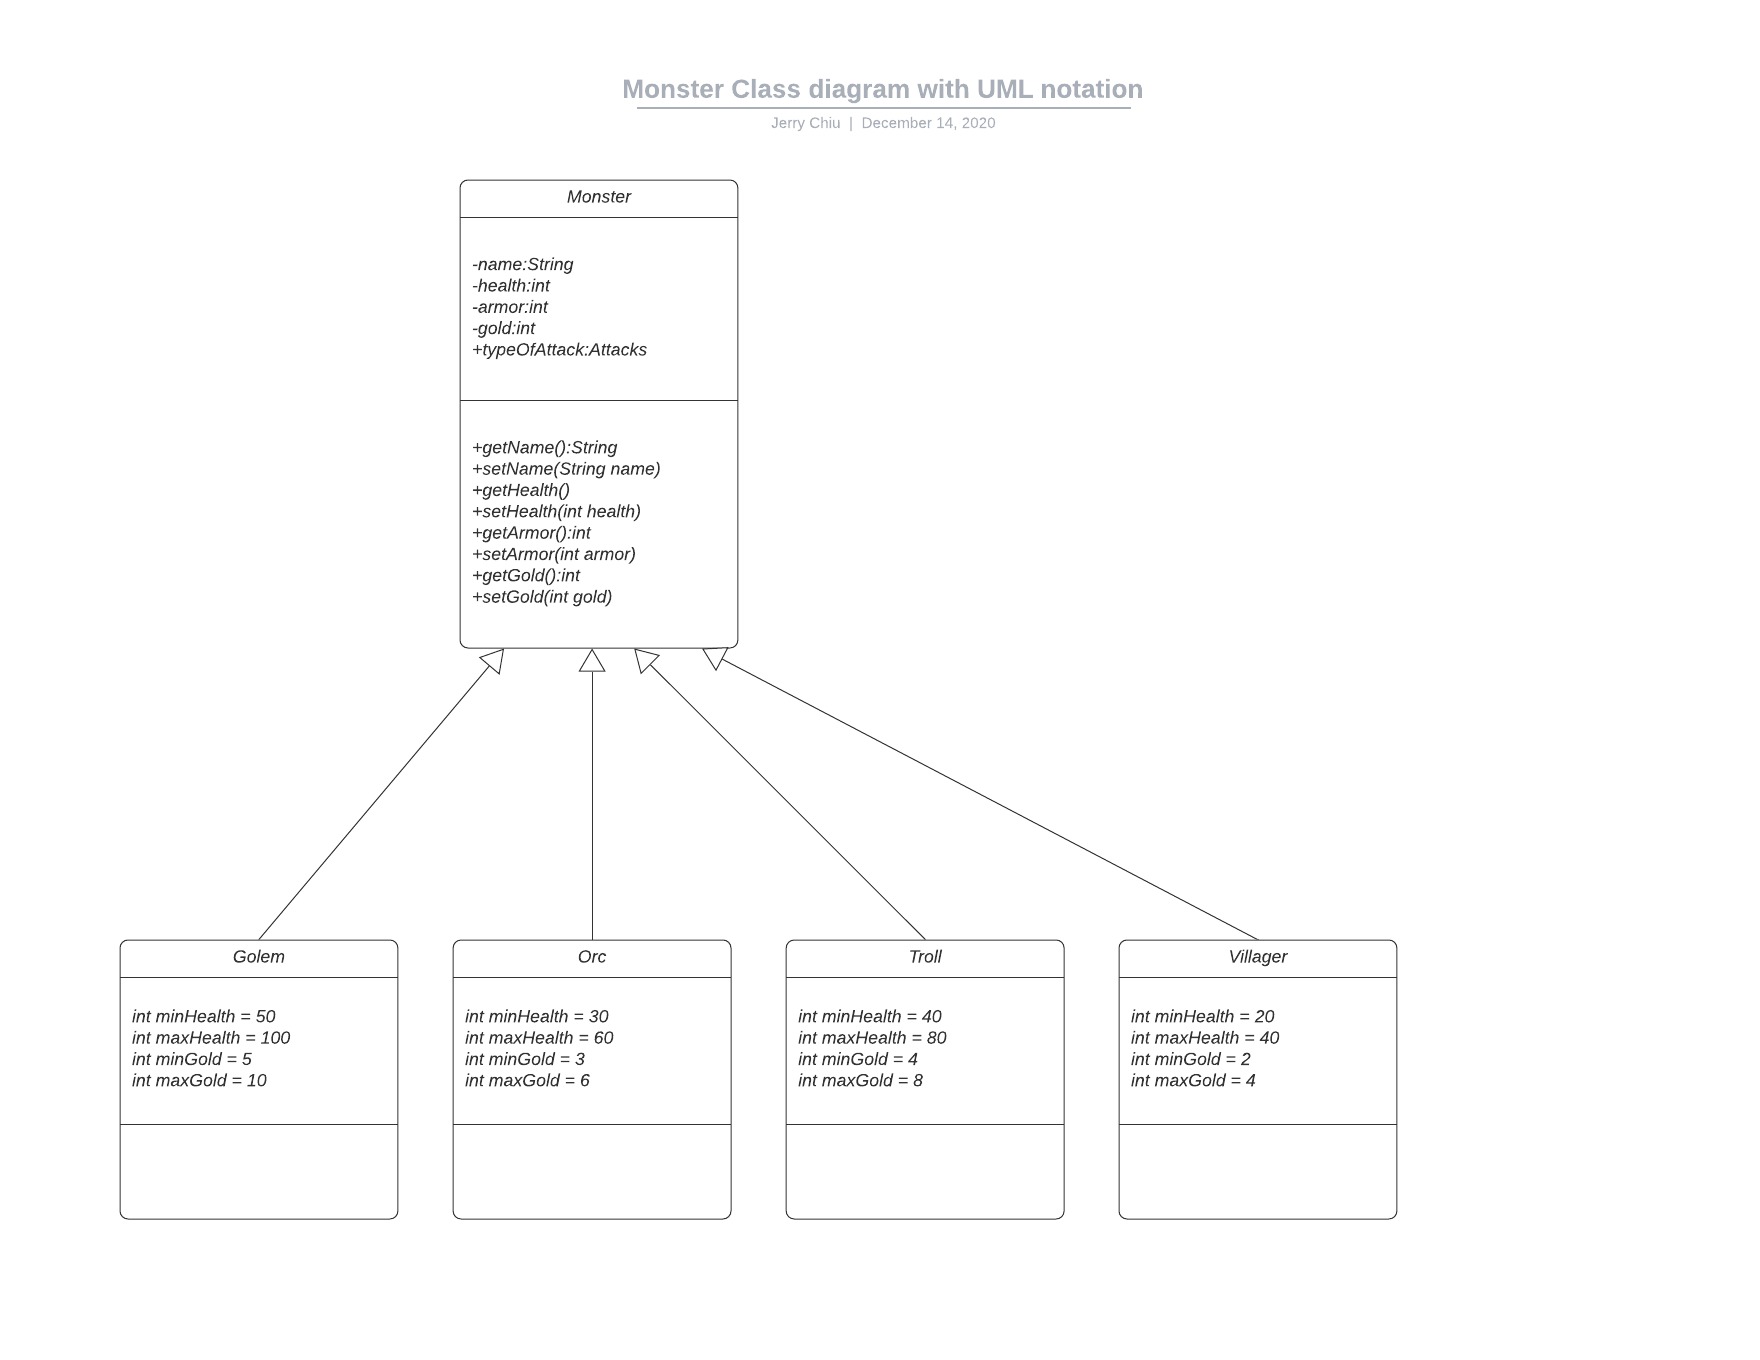 Monster Class diagram with UML notation
Jerry Chiu | December 14, 2020
Monster
-name:String
-health:int
-armor:int
-gold:int
+typeOfAttack:Attacks
+getName():String
+setName(String name)
+getHealth()
+setHealth(int health)
+getArmor():int
+setArmor(int armor)
+getGold():int
+setGold(int gold)
Golem
int minHealth = 50
int maxHealth = 100
int minGold = 5
int maxGold = 10
Orc
int minHealth = 30
int maxHealth = 60
int minGold = 3
int maxGold = 6
Troll
int minHealth = 40
int maxHealth = 80
int minGold = 4
int maxGold = 8
Villager
int minHealth = 20
int maxHealth = 40
int minGold = 2
int maxGold = 4